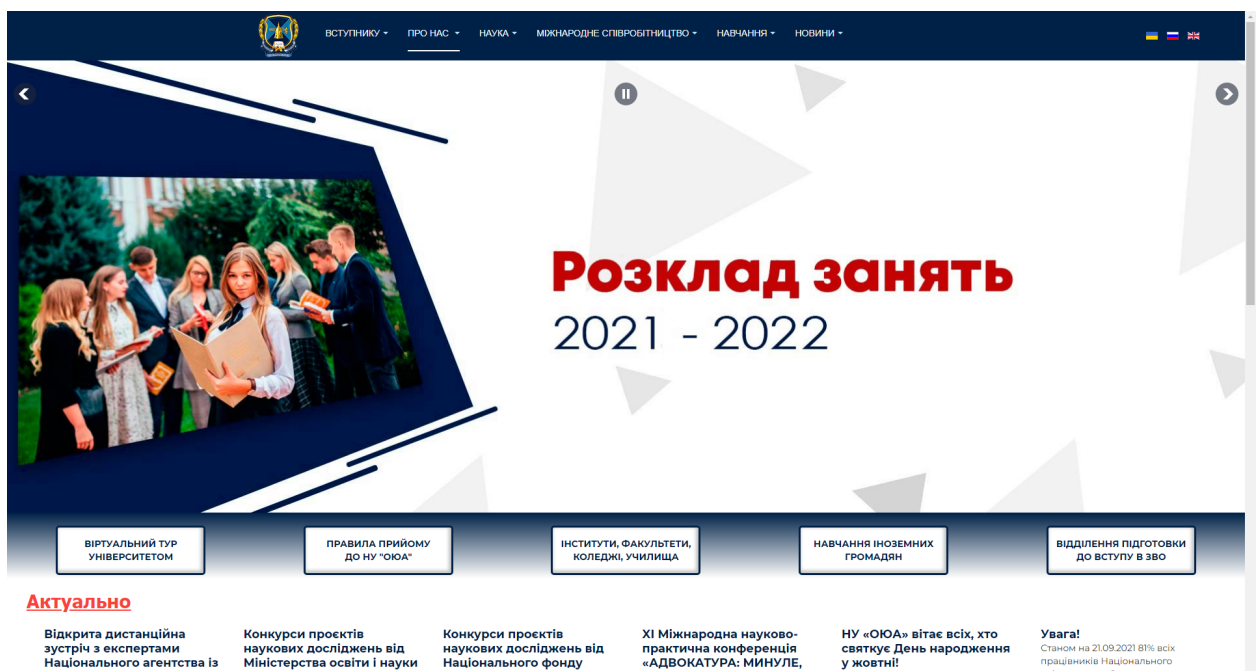 ВСТУПНИКУ ПРО НАС НАУКА МІЖНАРОДНЕ СПІВРОБІТНИЦТВО НАВЧАННЯ НОВИНИ
Розклад занять
2021 - 2022
ВІРТУАЛЬНИЙ ТУР
УНІВЕРСИТЕТОМ
ПРАВИЛА ПРИЙОМУ
ДО НУ "ОЮА"
ІНСТИТУТИ, ФАКУЛЬТЕТИ,
КОЛЕДЖІ, УЧИЛИЩА
НАВЧАННЯ ІНОЗЕМНИХ
ГРОМАДЯН
ВІДДІЛЕННЯ ПІДГОТОВКИ
ДО ВСТУПУ В ЗВО
Актуально
Відкрита дистанційна
зустріч з експертами
Національного агентства із
Конкурси проєктів
наукових досліджень від
Міністерства освіти і науки
Конкурси проєктів
наукових досліджень від
Національного фонду
XI Міжнародна науково-
практична конференція
«АДВОКАТУРА: МИНУЛЕ,
НУ «ОЮА» вітає всіх, хто
святкує День народження
у жовтні!
Увага!
Станом на 21.09.2021 81% всіх
працівників Національного